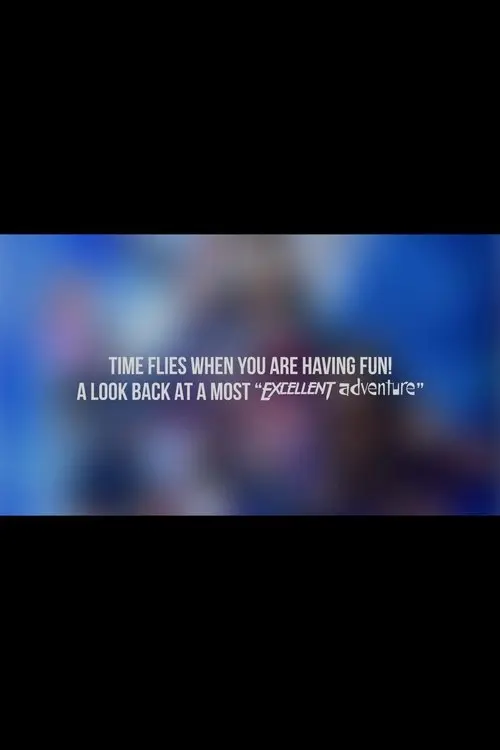 TIME FLIES WHEN YOU ARE HAVING FUN!
A LOOK BACK AT A MOST “EXCELLENT adventure”